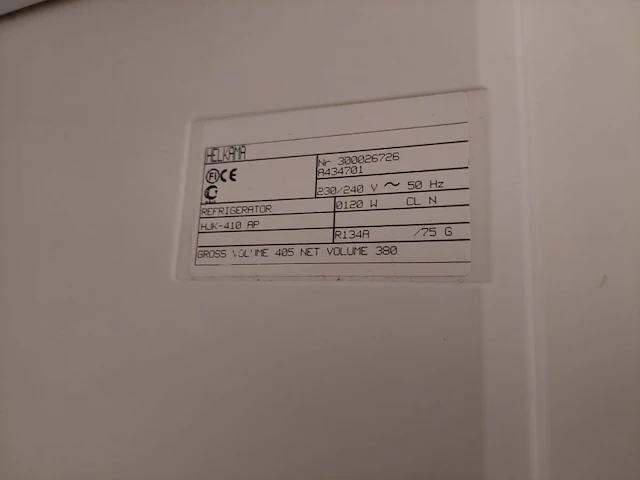 HELKAMA
FI CE
Nr 300026726
A434701
230/240 V ~ 50 Hz
REFRIGERATOR
0120 W CL N
HJK-410 AP
R134A /75 G
GROSS VOLUME 405 NET VOLUME 380